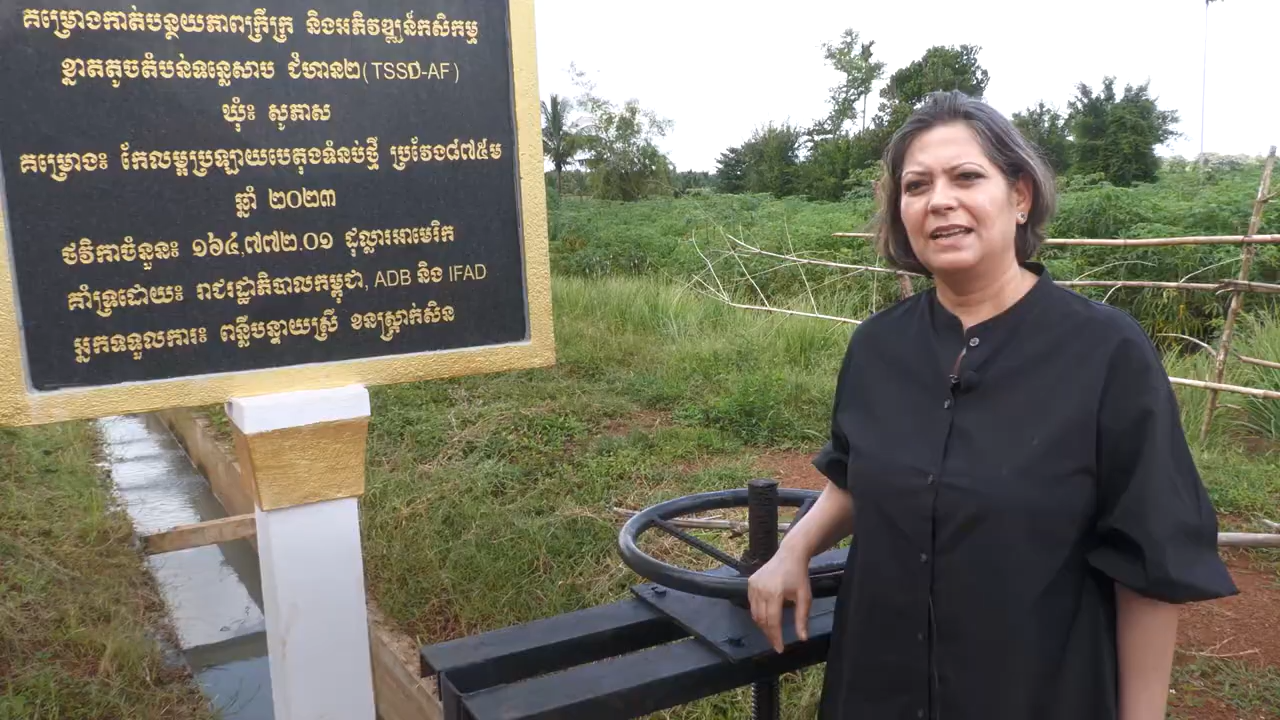 គម្រោងកាត់បន្ថយភាពក្រីក្រ និងអភិវឌ្ឍន៍កសិកម្ម
ខ្នាតតូចតំបន់ទន្លេសាប ជំហាន២(TSSD-AF)
ឃុំ៖ សូភាស
គម្រោង៖ កែលម្អប្រឡាយបេតុងទំនប់ថ្មី ប្រវែង៨៧៥ម
ឆ្នាំ ២០២៣
ថវិកាចំនួន៖ ១៦៤,៧៧២.០១ ដុល្លារអាមេរិក
គាំទ្រដោយ៖ រាជរដ្ឋាភិបាលកម្ពុជា, ADB និង IFAD
អ្នកទទួលការ៖ ពន្លឺបន្ទាយស្រី ខនស្ត្រាក់សិន